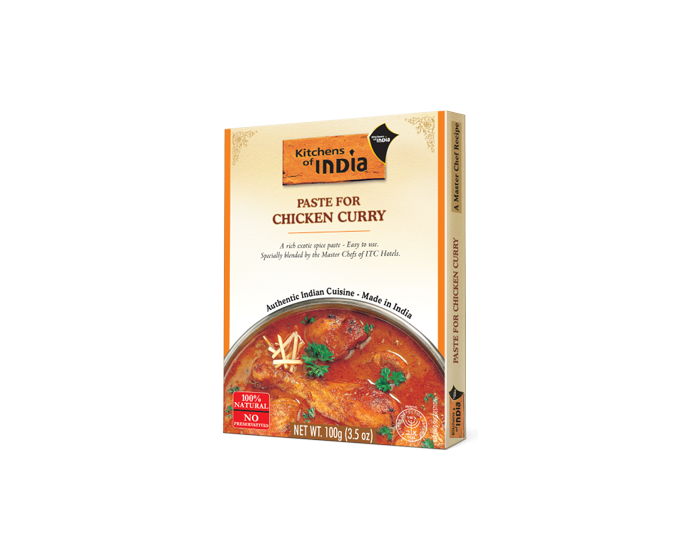 Kitchens
of INDIA
Kitchens
of INDIA
PASTE FOR
CHICKEN CURRY
A rich exotic spice paste - Easy to use.
Specially blended by the Master Chefs of ITC Hotels.
Authentic Indian Cuisine • Made in India
100%
NATURAL
NO
PRESERVATIVES
NET WT. 100g (3.5 oz)
A Master Chef Recipe
PASTE FOR CHICKEN CURRY
Kitchens
of INDIA